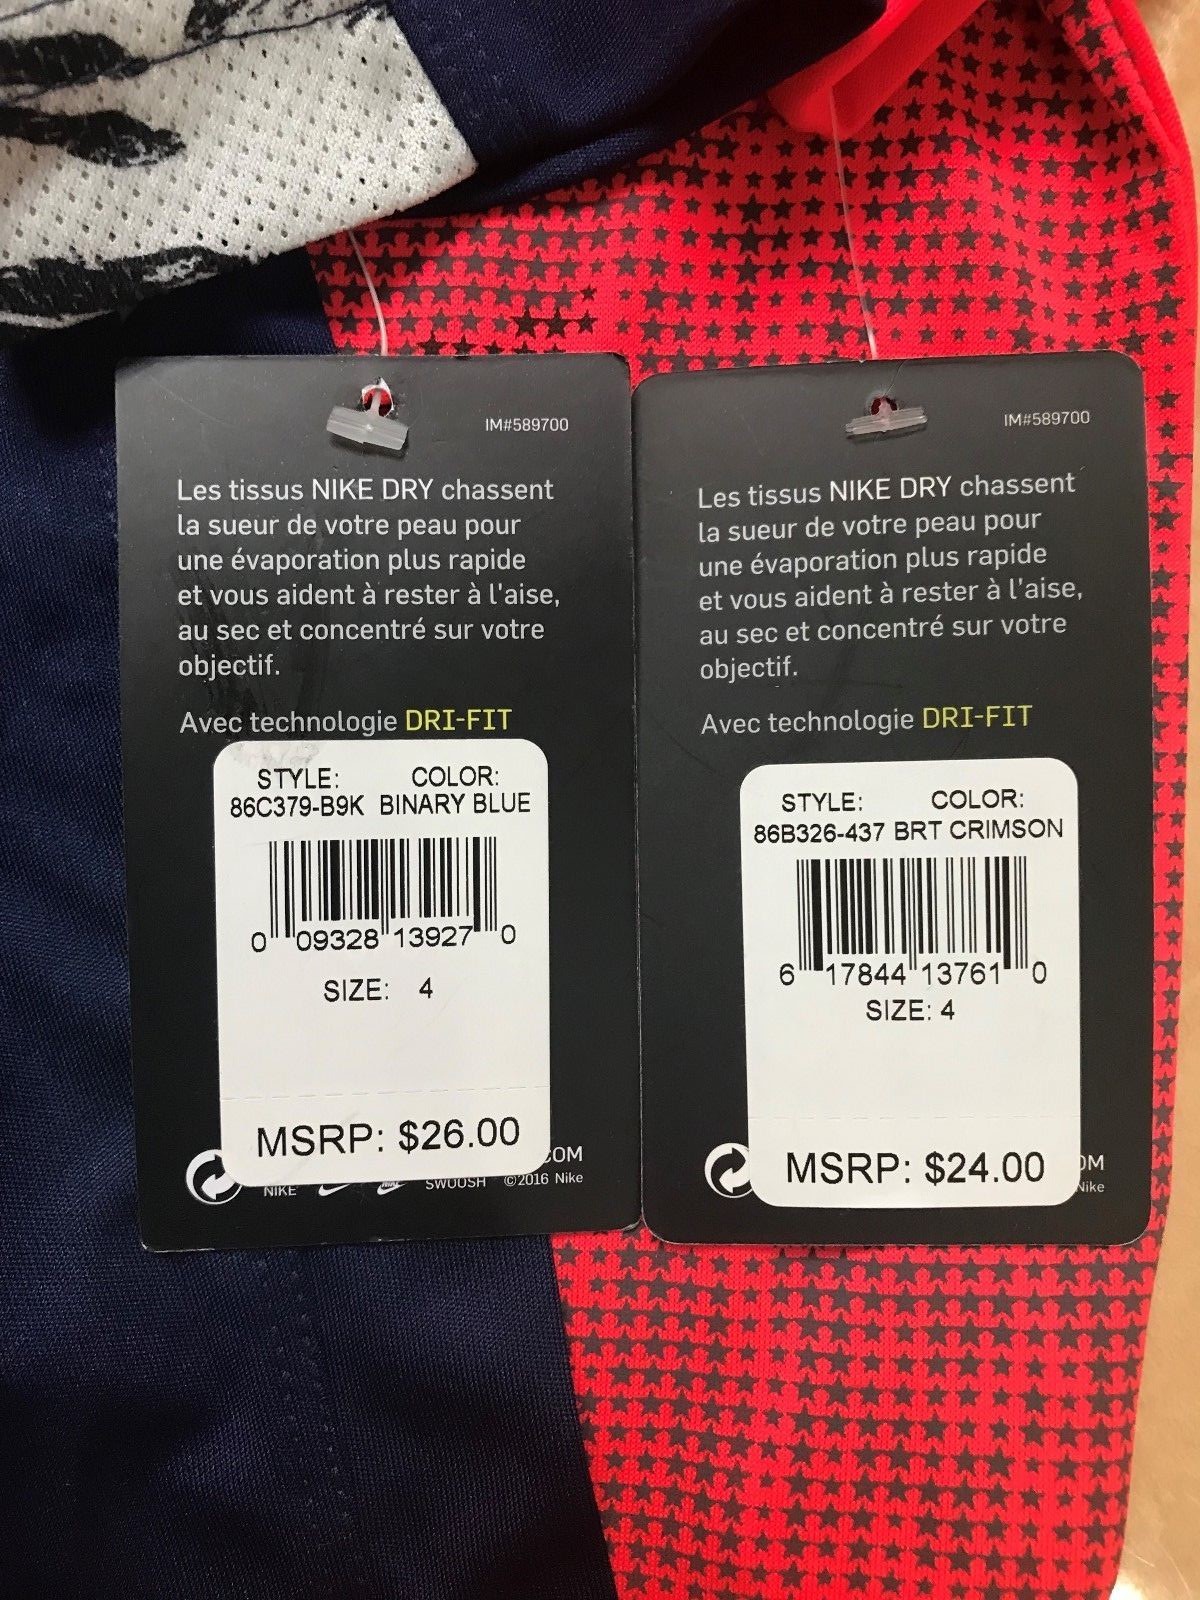 IM#589700
Les tissus NIKE DRY chassent
la sueur de votre peau pour
une évaporation plus rapide
et vous aident à rester à l'aise,
au sec et concentré sur votre
objectif.
Avec technologie DRI-FIT
STYLE: COLOR:
86C379-B9K BINARY BLUE
0 09328 13927 0
SIZE: 4
MSRP: $26.00
.COM
NIKE SWOOSH ©2016 Nike
IM#589700
Les tissus NIKE DRY chassent
la sueur de votre peau pour
une évaporation plus rapide
et vous aident à rester à l'aise,
au sec et concentré sur votre
objectif.
Avec technologie DRI-FIT
STYLE: COLOR:
86B326-437 BRT CRIMSON
6 17844 13761 0
SIZE: 4
MSRP: $24.00
OM
Nike